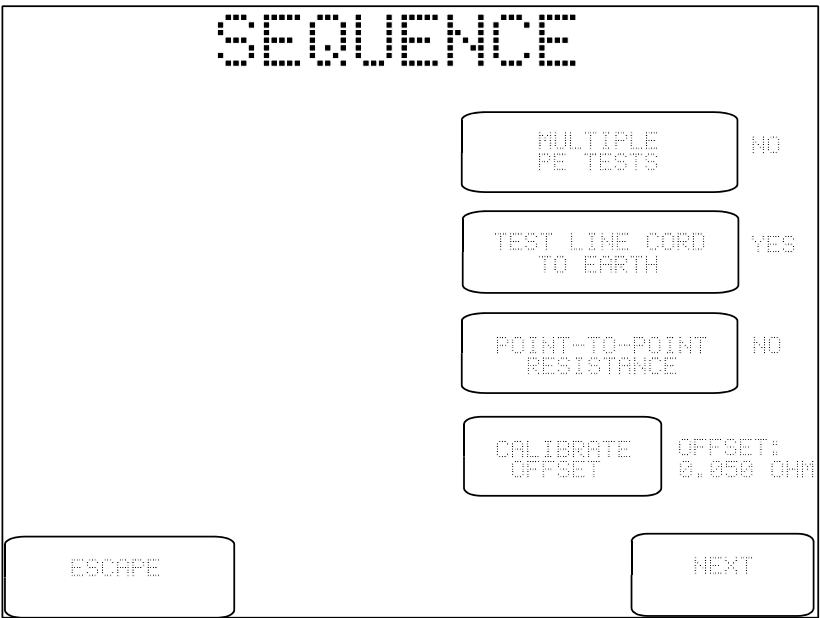 SEQUENCE
MULTIPLE
PE TESTS
NO
TEST LINE CORD
TO EARTH
YES
POINT-TO-POINT
RESISTANCE
NO
CALIBRATE
OFFSET
OFFSET:
0.050 OHM
ESCAPE
NEXT